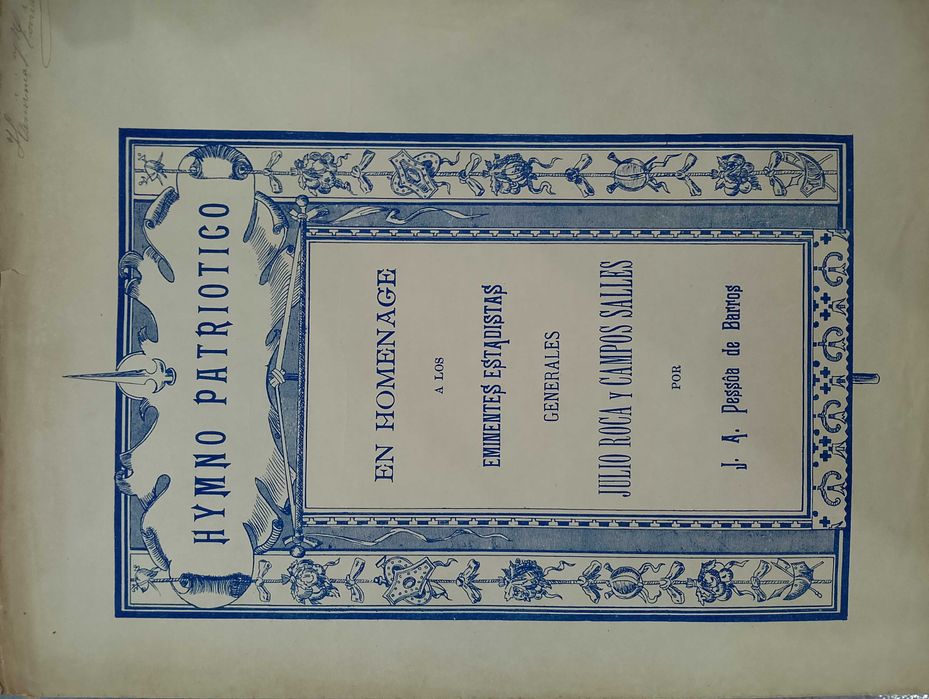 HYMNO PATRIOTICO
EN HOMENAGE
A LOS
EMINENTES ESTADISTAS
GENERALES
JULIO ROCA Y CAMPOS SALLES
POR
J. A. Pessôa de Barros